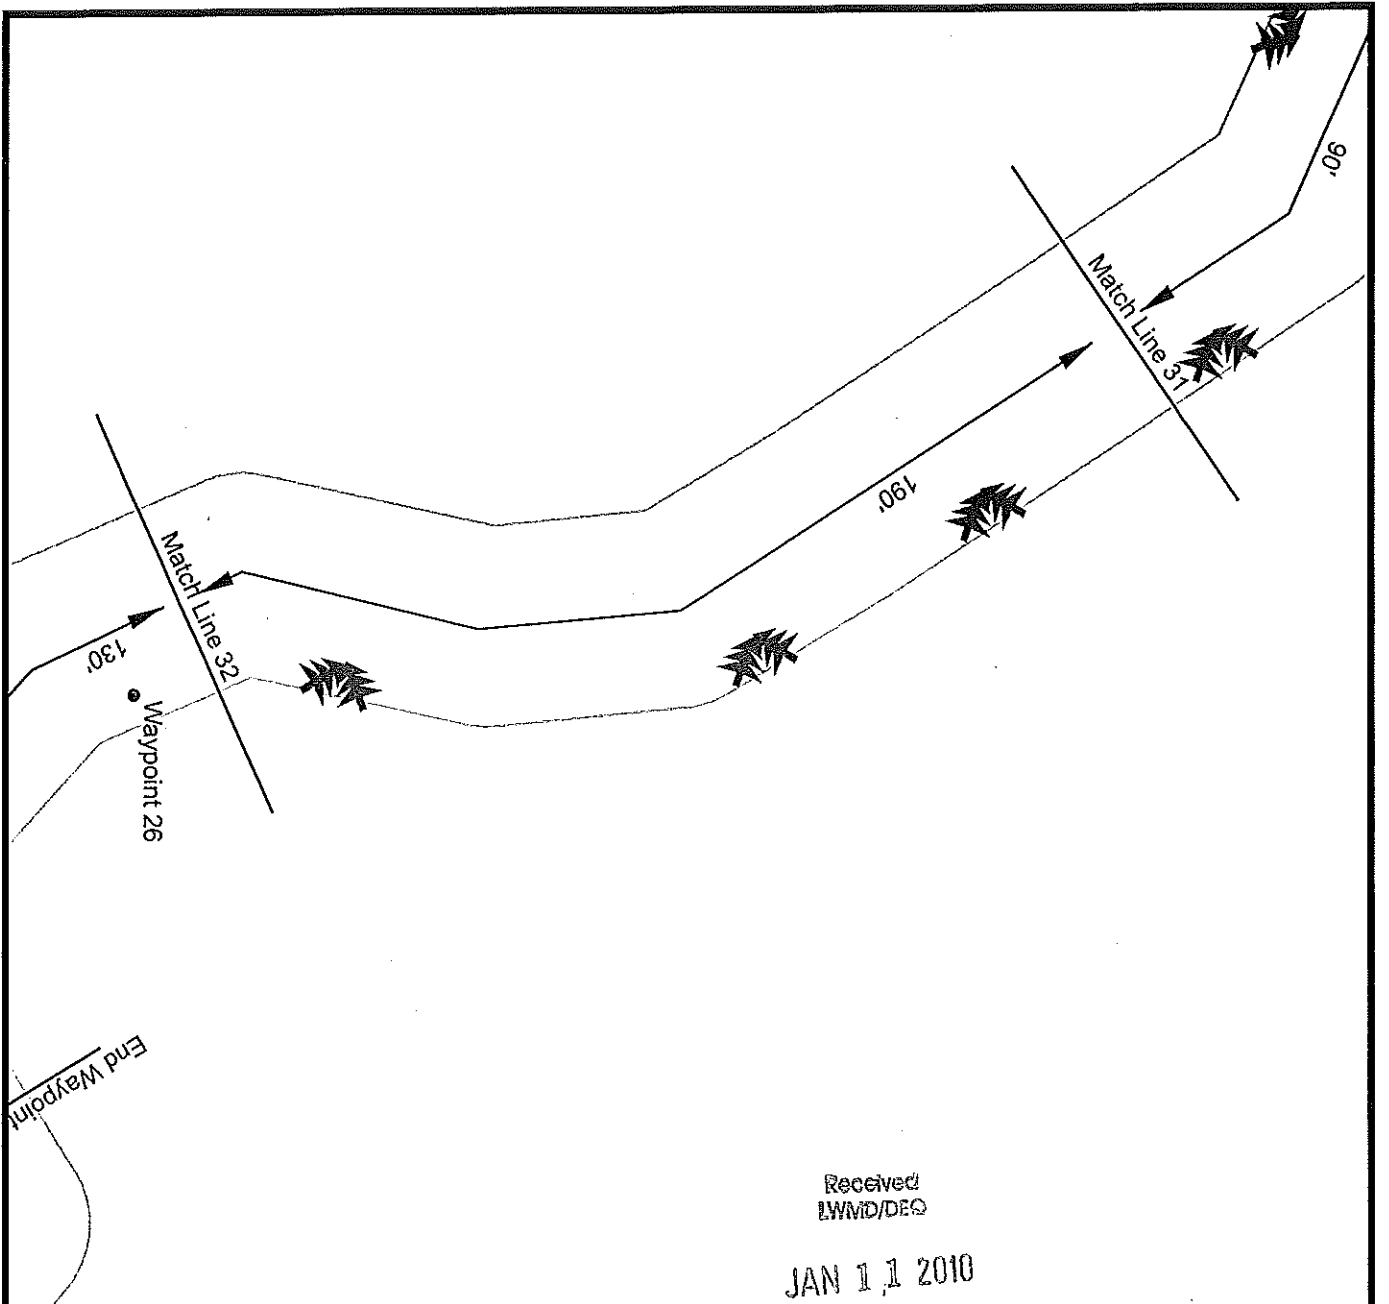 90'
Match Line 31
190'
Match Line 32
130'
Waypoint 26
End Waypoint
Received
LWMD/DEQ
JAN 11 2010